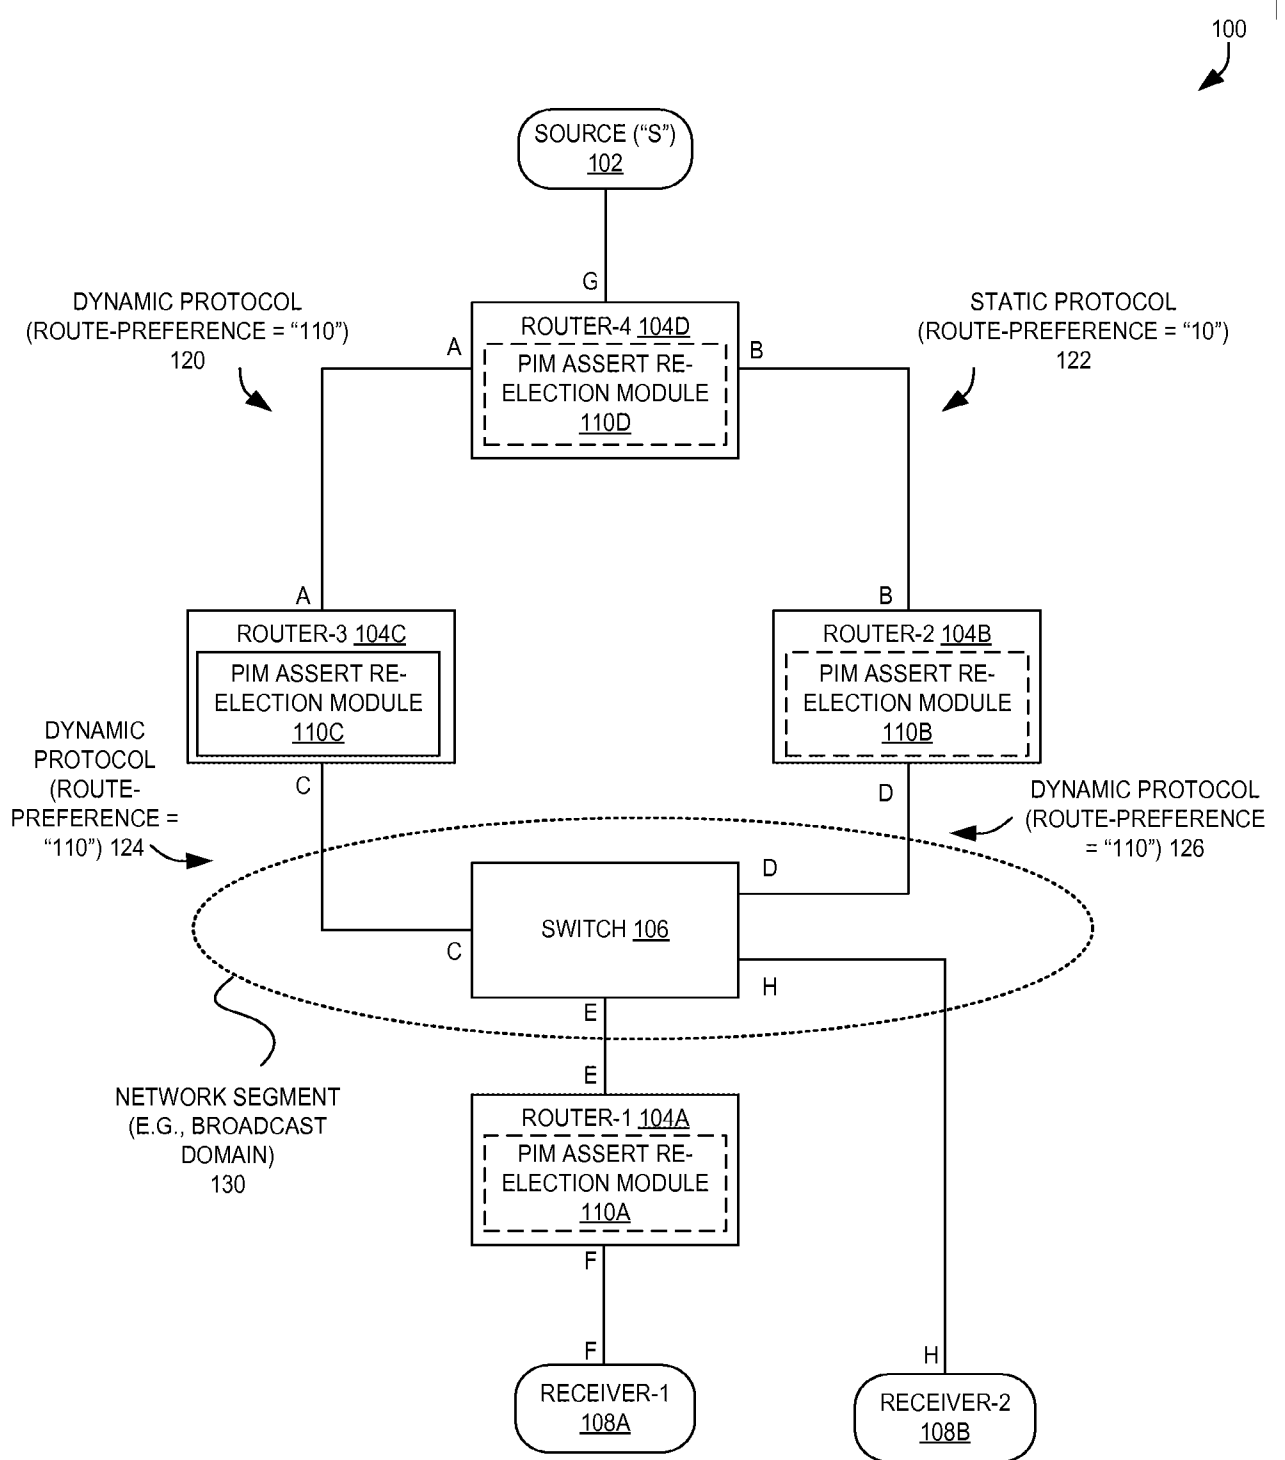 100
SOURCE (“S”)
102
G
DYNAMIC PROTOCOL
(ROUTE-PREFERENCE = “110”)
120
STATIC PROTOCOL
(ROUTE-PREFERENCE = “10”)
122
A
ROUTER-4 104D
PIM ASSERT RE-
ELECTION MODULE
110D
B
A
B
ROUTER-3 104C
PIM ASSERT RE-
ELECTION MODULE
110C
ROUTER-2 104B
PIM ASSERT RE-
ELECTION MODULE
110B
DYNAMIC
PROTOCOL
(ROUTE-
PREFERENCE =
“110”) 124
C
D
DYNAMIC PROTOCOL
(ROUTE-PREFERENCE
= “110”) 126
D
SWITCH 106
C
H
E
E
NETWORK SEGMENT
(E.G., BROADCAST
DOMAIN)
130
ROUTER-1 104A
PIM ASSERT RE-
ELECTION MODULE
110A
F
F
H
RECEIVER-1
108A
RECEIVER-2
108B